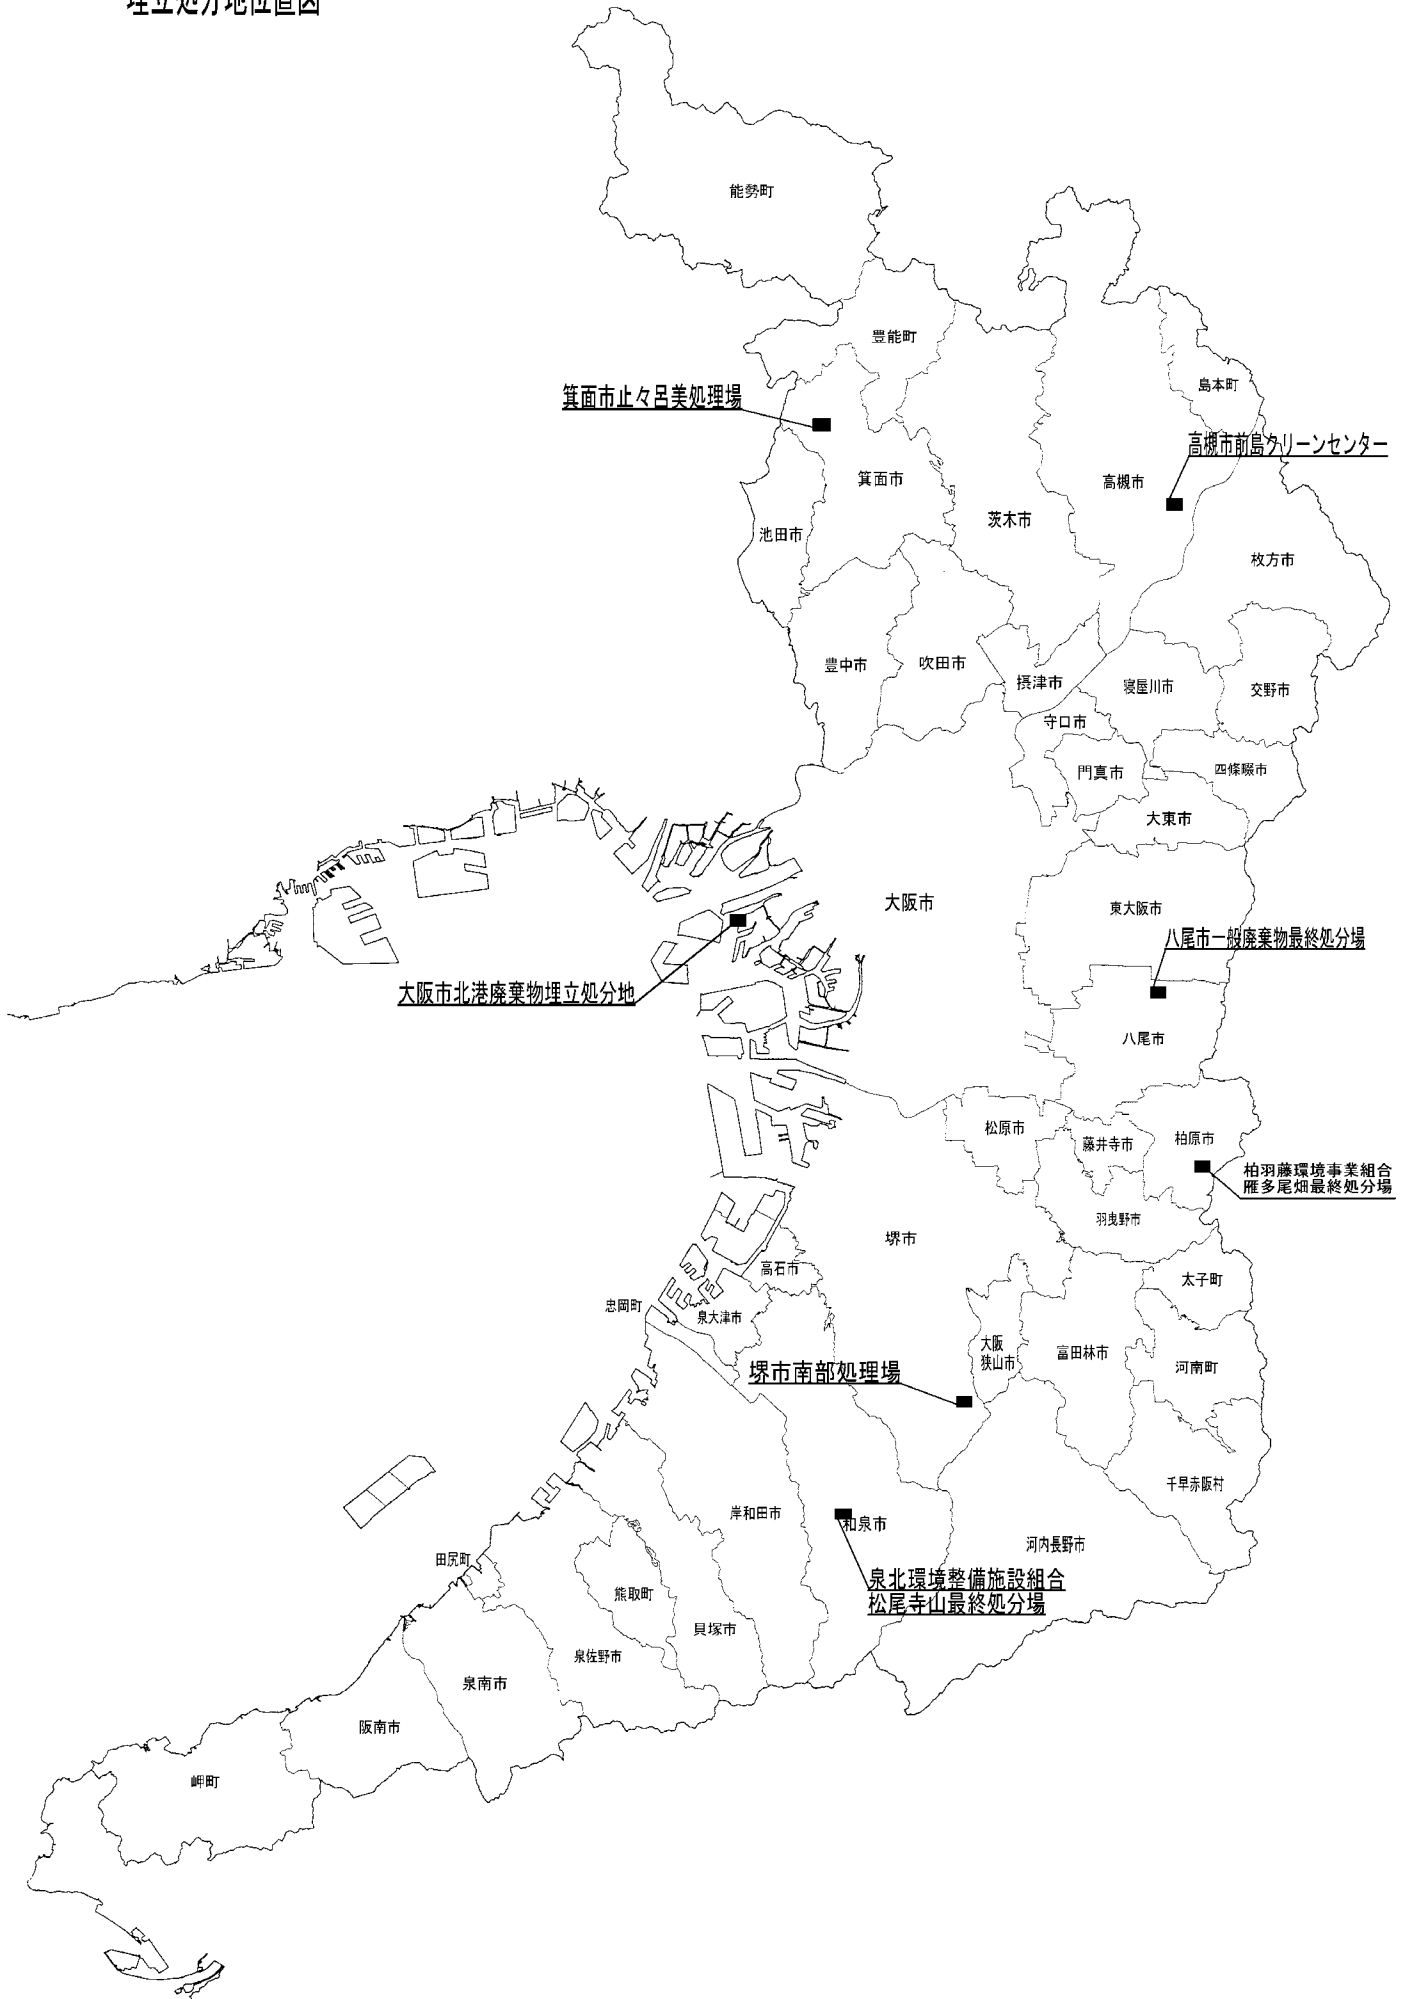 埋立処分地位置図
能勢町
豊能町
島本町
箕面市止々呂美処理場
高槻市前島クリーンセンター
箕面市
高槻市
茨木市
池田市
枚方市
豊中市
吹田市
摂津市
寝屋川市
交野市
守口市
門真市
四條畷市
大東市
大阪市
東大阪市
八尾市一般廃棄物最終処分場
大阪市北港廃棄物埋立処分地
八尾市
松原市
藤井寺市
柏原市
柏羽藤環境事業組合
雁多尾畑最終処分場
羽曳野市
堺市
高石市
太子町
忠岡町
泉大津市
大阪
狭山市
富田林市
河南町
堺市南部処理場
千早赤阪村
岸和田市
和泉市
河内長野市
田尻町
泉北環境整備施設組合
松尾寺山最終処分場
熊取町
貝塚市
泉佐野市
泉南市
阪南市
岬町